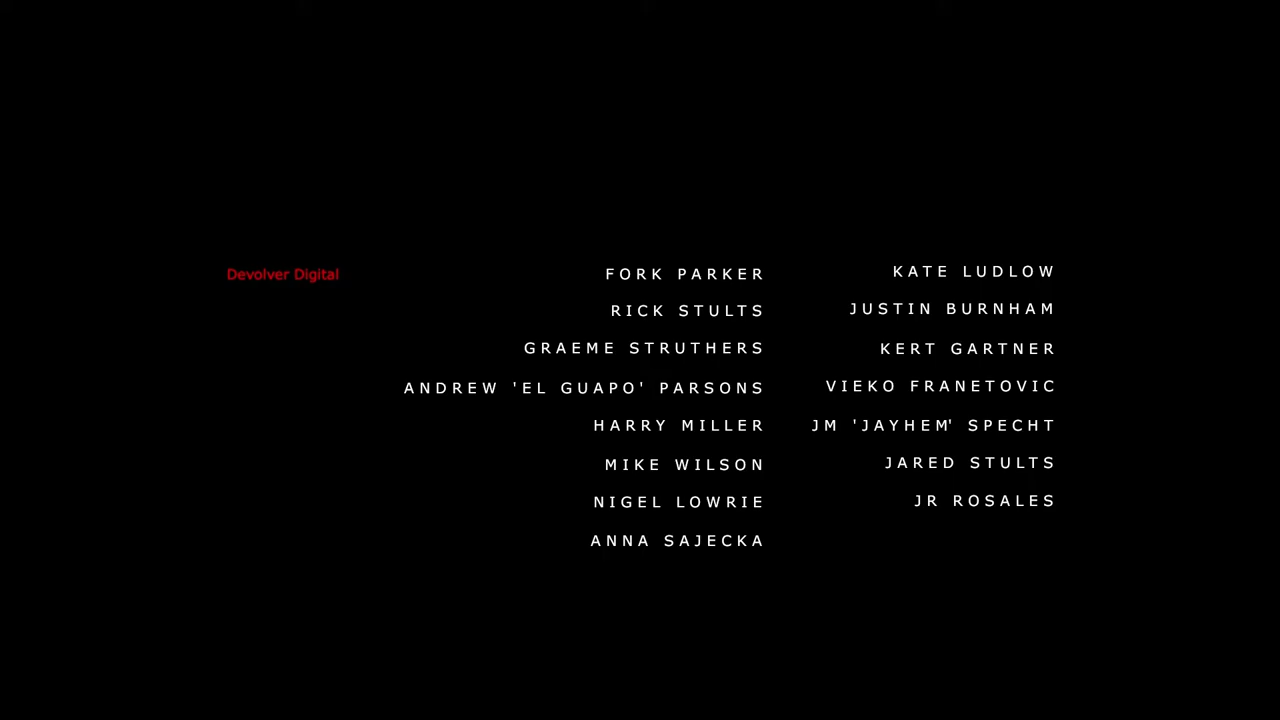 Devolver Digital
FORK PARKER
RICK STULTS
GRAEME STRUTHERS
ANDREW 'EL GUAPO' PARSONS
HARRY MILLER
MIKE WILSON
NIGEL LOWRIE
ANNA SAJECKA
KATE LUDLOW
JUSTIN BURNHAM
KERT GARTNER
VIEKO FRANETOVIC
JM 'JAYHEM' SPECHT
JARED STULTS
JR ROSALES